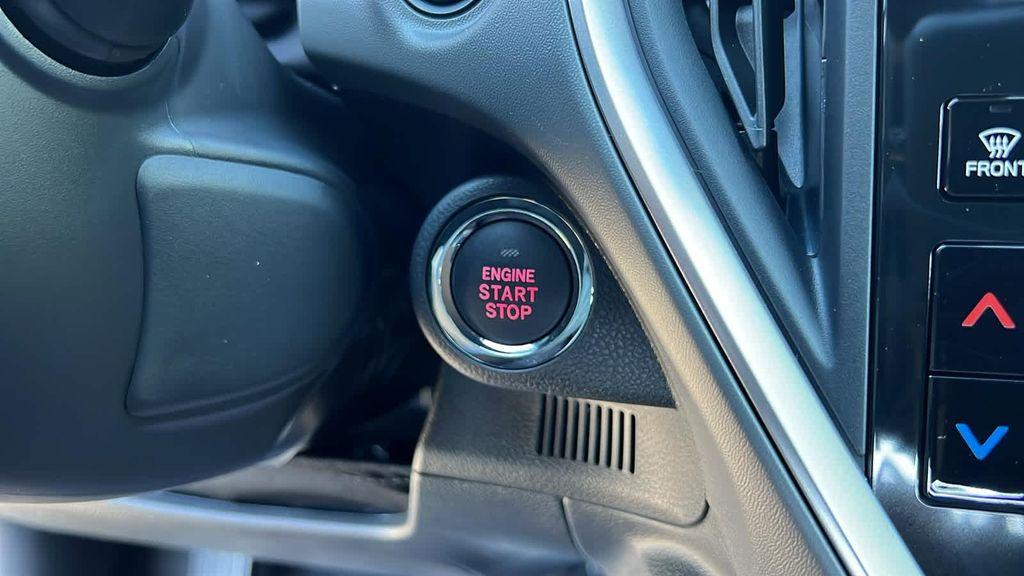 ENGINE
START
STOP
FRONT